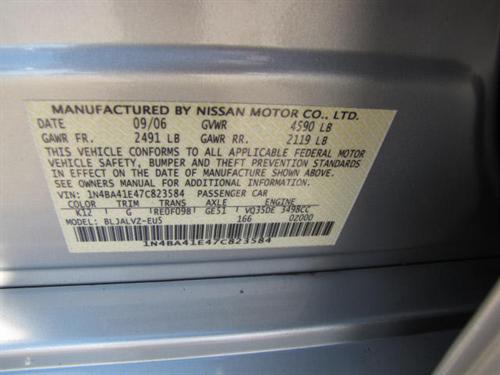 MANUFACTURED BY NISSAN MOTOR CO., LTD.
DATE 09/06 GVWR 4590 LB
GAWR FR. 2491 LB GAWR RR. 2119 LB
THIS VEHICLE CONFORMS TO ALL APPLICABLE FEDERAL MOTOR
VEHICLE SAFETY, BUMPER AND THEFT PREVENTION STANDARDS
IN EFFECT ON THE DATE OF MANUFACTURE SHOWN ABOVE.
SEE OWNERS MANUAL FOR ADDITIONAL INFORMATION.
VIN: 1N4BA41E47C823584 PASSENGER CAR
COLOR TRIM TRANS AXLE ENGINE
K12 G RE0F09B GE51 VQ35DE 3498CC
MODEL: BLJALVZ-EUS 166 DZ000
1N4BA41E47C823584